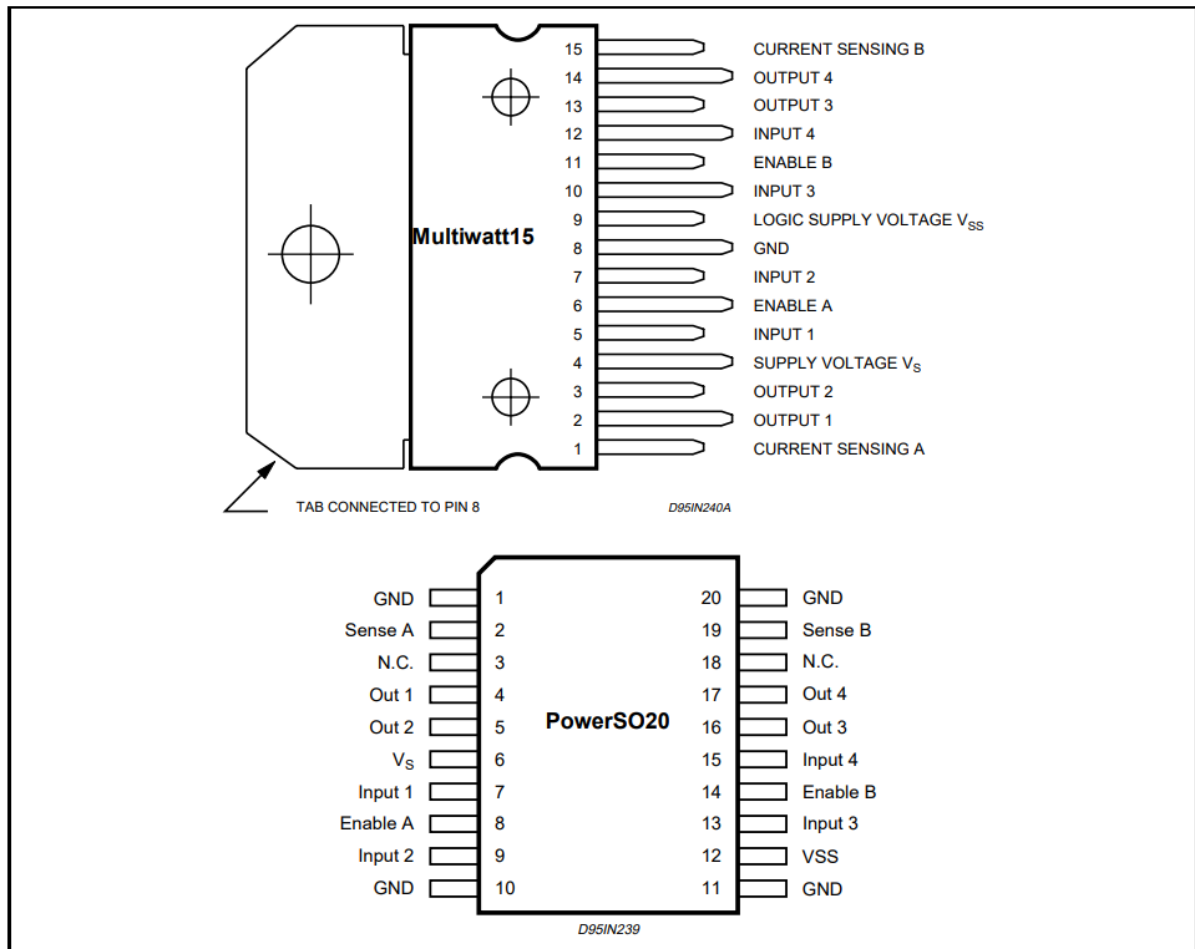 15 CURRENT SENSING B
14 OUTPUT 4
13 OUTPUT 3
12 INPUT 4
11 ENABLE B
10 INPUT 3
9 LOGIC SUPPLY VOLTAGE VSS
Multiwatt15
8 GND
7 INPUT 2
6 ENABLE A
5 INPUT 1
4 SUPPLY VOLTAGE VS
3 OUTPUT 2
2 OUTPUT 1
1 CURRENT SENSING A
TAB CONNECTED TO PIN 8
D95IN240A
GND 1 20 GND
Sense A 2 19 Sense B
N.C. 3 18 N.C.
Out 1 4 17 Out 4
PowerSO20
Out 2 5 16 Out 3
VS 6 15 Input 4
Input 1 7 14 Enable B
Enable A 8 13 Input 3
Input 2 9 12 VSS
GND 10 11 GND
D95IN239